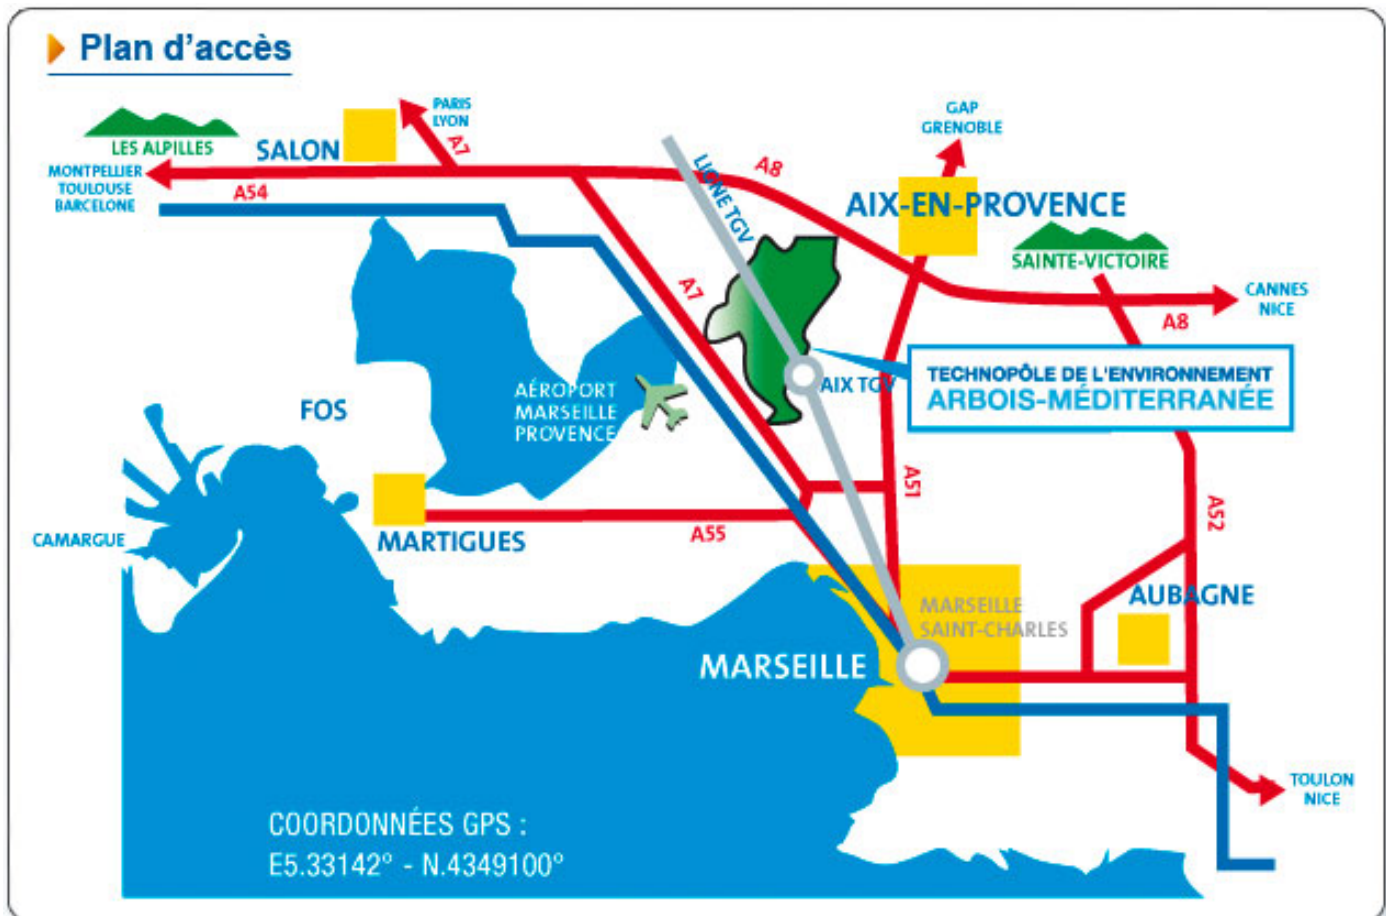 Plan d'accès
PARIS
LYON
GAP
GRENOBLE
LES ALPILLES
SALON
A7
LIGNE TGV
A8
MONTPELLIER
TOULOUSE
BARCELONE
A54
AIX-EN-PROVENCE
SAINTE-VICTOIRE
A7
CANNES
NICE
A8
TECHNOPÔLE DE L'ENVIRONNEMENT
ARBOIS-MÉDITERRANÉE
AIX TGV
AÉROPORT
MARSEILLE
PROVENCE
FOS
A51
A52
CAMARGUE
MARTIGUES
A55
AUBAGNE
MARSEILLE
SAINT-CHARLES
MARSEILLE
TOULON
NICE
COORDONNÉES GPS :
E5.33142° - N.4349100°